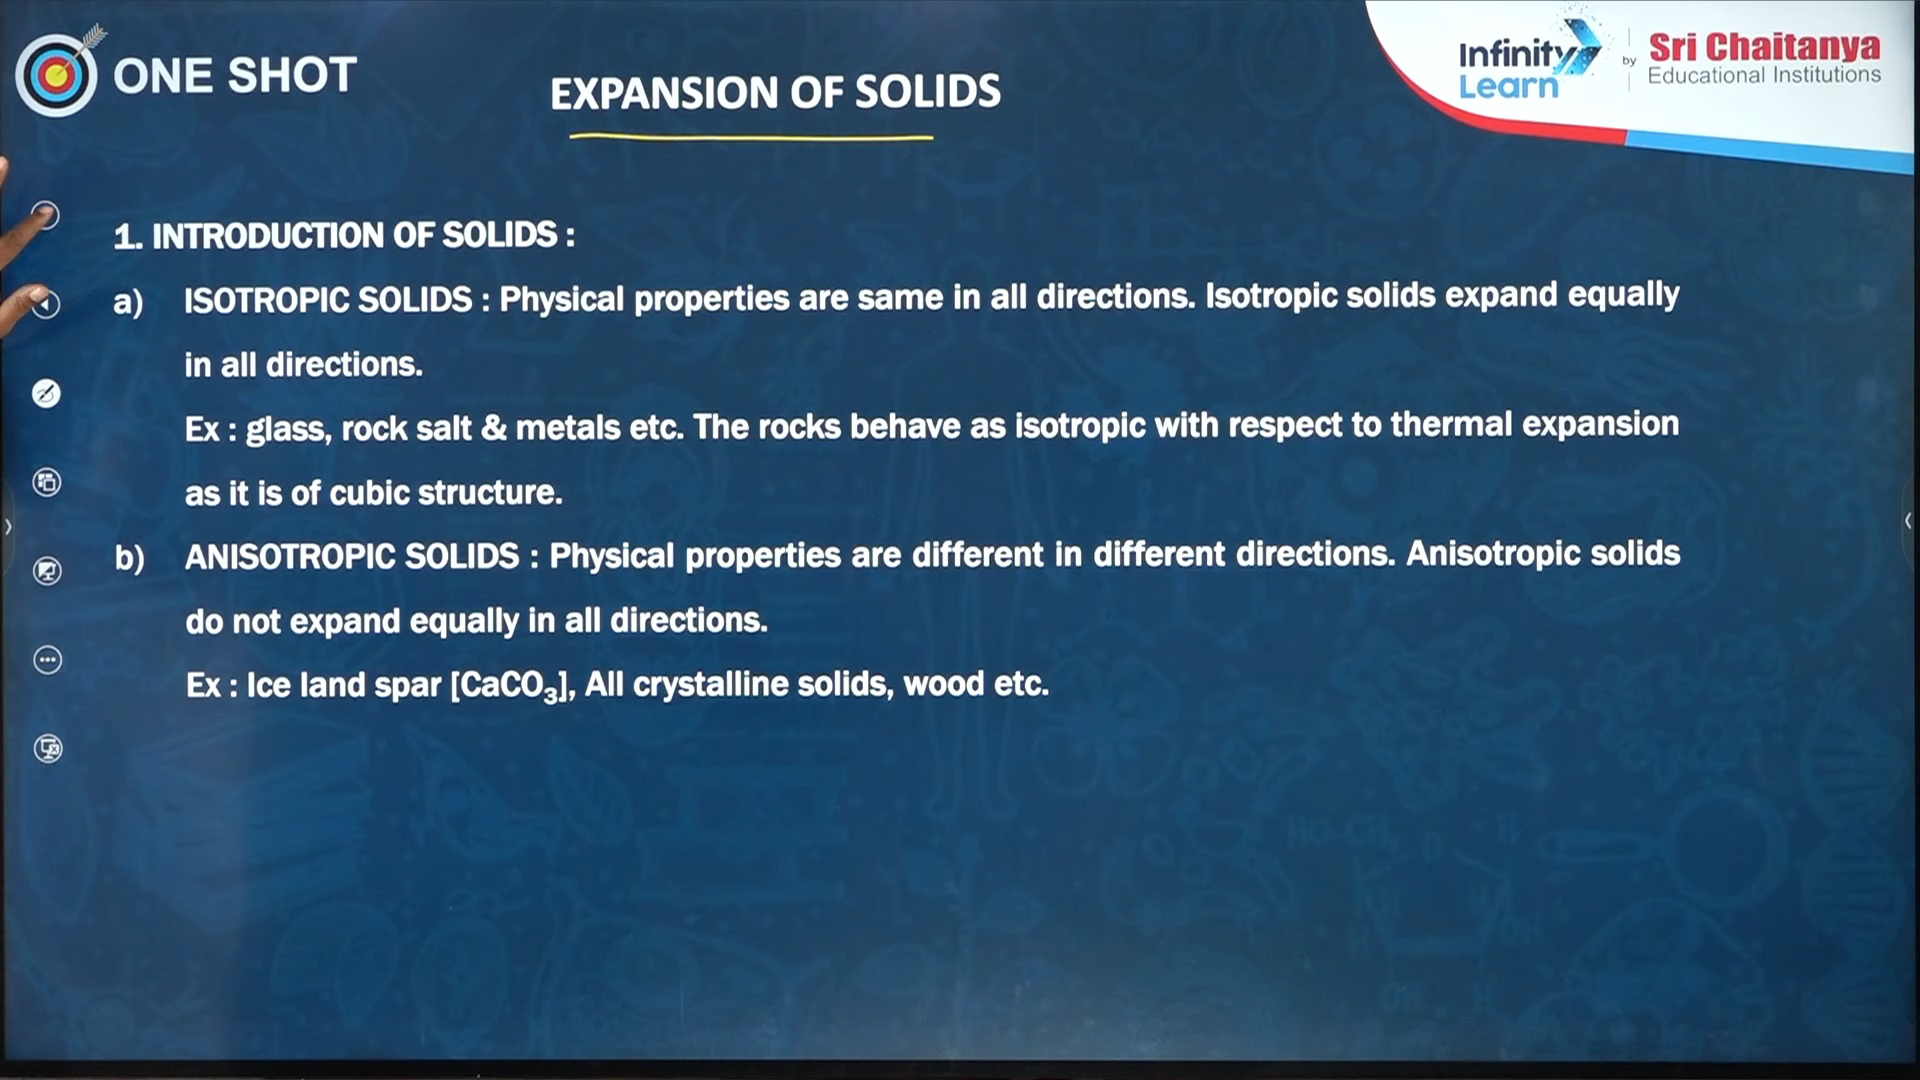 ONE SHOT
EXPANSION OF SOLIDS
Infinity Learn
by
Sri Chaitanya
Educational Institutions
1. INTRODUCTION OF SOLIDS :
a) ISOTROPIC SOLIDS : Physical properties are same in all directions. Isotropic solids expand equally
in all directions.
Ex : glass, rock salt & metals etc. The rocks behave as isotropic with respect to thermal expansion
as it is of cubic structure.
b) ANISOTROPIC SOLIDS : Physical properties are different in different directions. Anisotropic solids
do not expand equally in all directions.
Ex : Ice land spar [CaCO₃], All crystalline solids, wood etc.